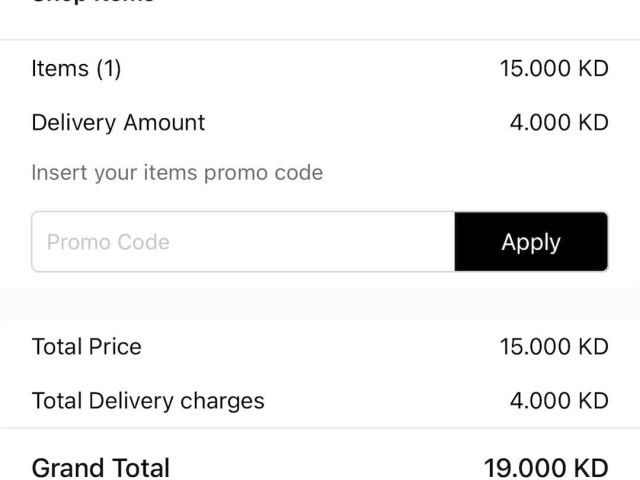 Items (1) 15.000 KD
Delivery Amount 4.000 KD
Insert your items promo code
Promo Code Apply
Total Price 15.000 KD
Total Delivery charges 4.000 KD
Grand Total 19.000 KD